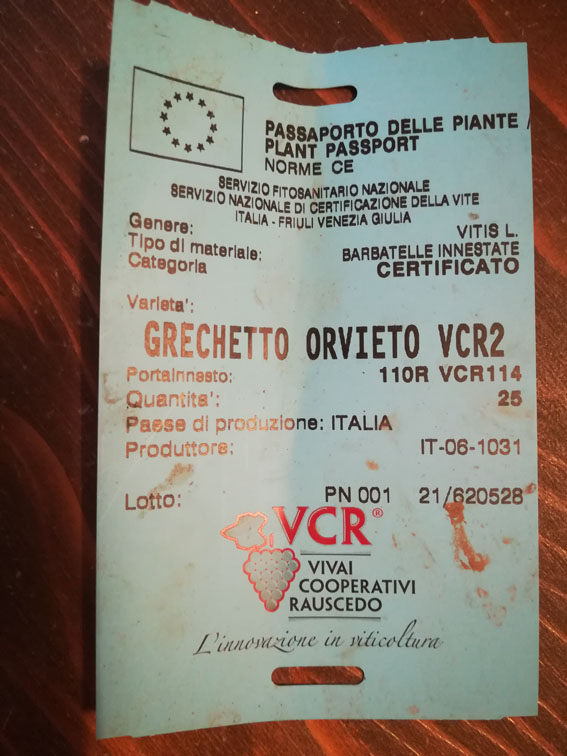 PASSAPORTO DELLE PIANTE /
PLANT PASSPORT
NORME CE
SERVIZIO FITOSANITARIO NAZIONALE
SERVIZIO NAZIONALE DI CERTIFICAZIONE DELLA VITE
ITALIA - FRIULI VENEZIA GIULIA
Genere: VITIS L.
Tipo di materiale: BARBATELLE INNESTATE
Categoria CERTIFICATO
Varieta':
GRECHETTO ORVIETO VCR2
Portainnesto: 110R VCR114
Quantita': 25
Paese di produzione: ITALIA
Produttore: IT-06-1031
Lotto: PN 001 21/620528
VCR®
VIVAI
COOPERATIVI
RAUSCEDO
L'innovazione in viticoltura